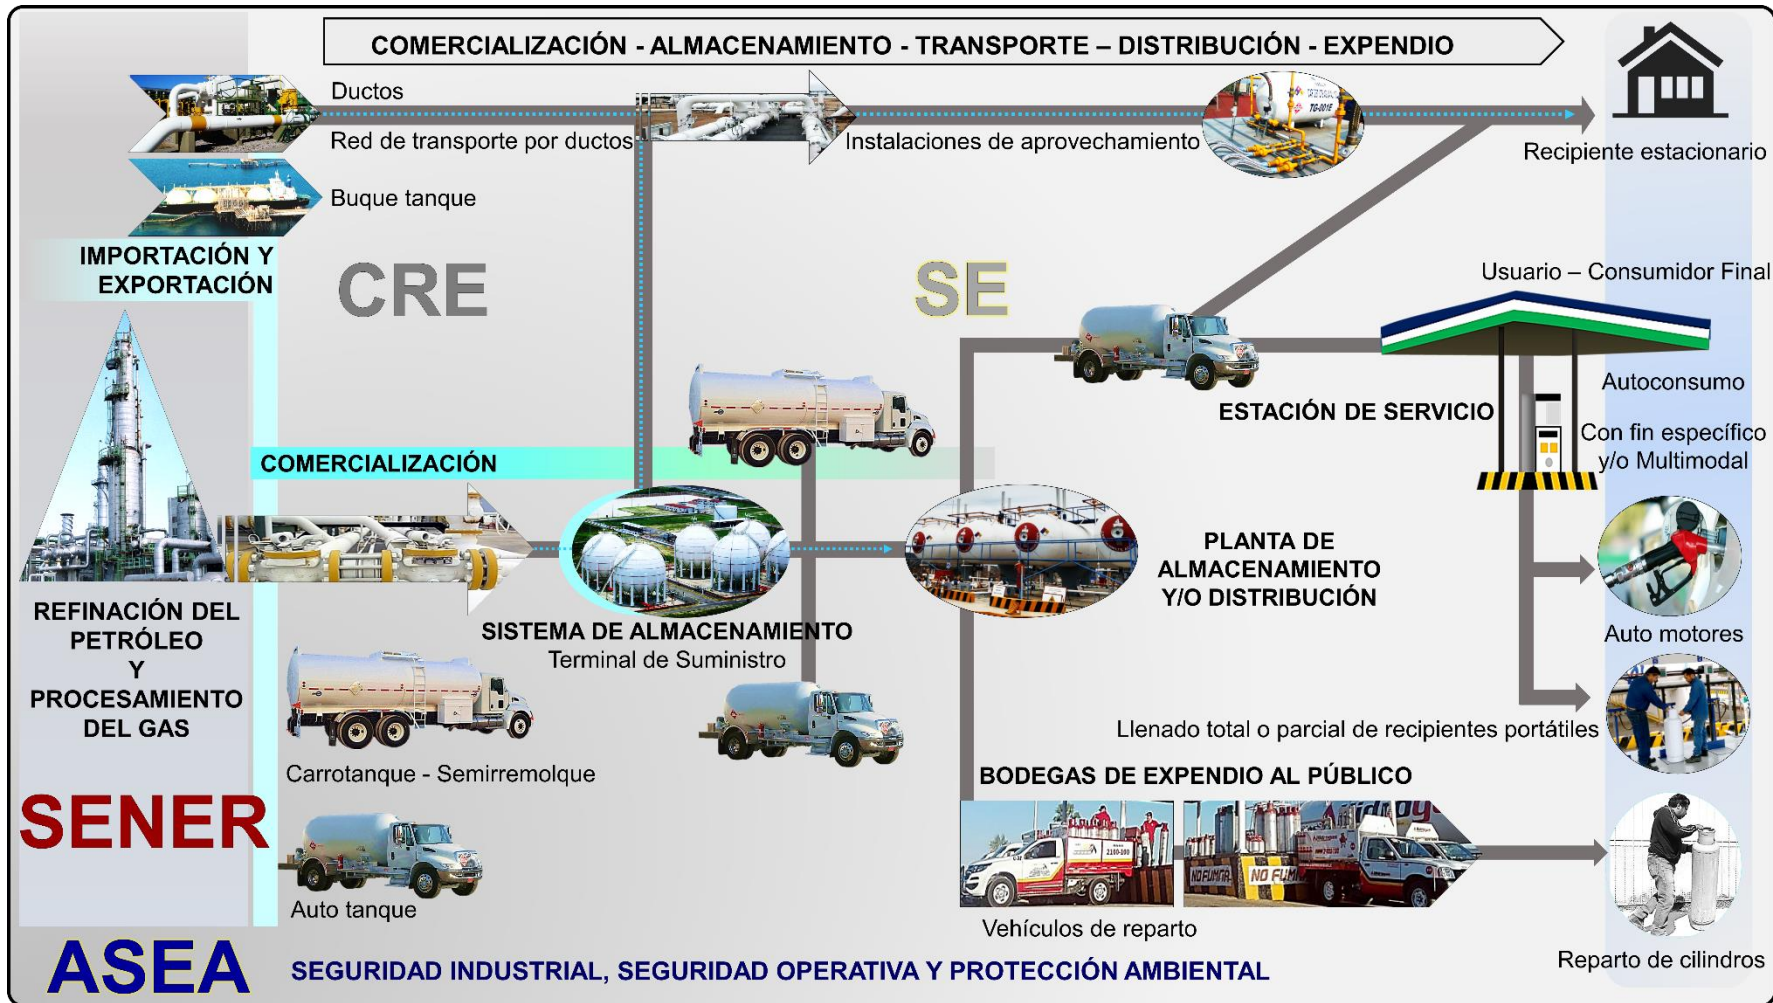 COMERCIALIZACIÓN - ALMACENAMIENTO - TRANSPORTE – DISTRIBUCIÓN - EXPENDIO
Ductos
Red de transporte por ductos
Instalaciones de aprovechamiento
TG-001E
Recipiente estacionario
Buque tanque
IMPORTACIÓN Y
EXPORTACIÓN
CRE
SE
Usuario – Consumidor Final
Autoconsumo
ESTACIÓN DE SERVICIO
Con fin específico
y/o Multimodal
COMERCIALIZACIÓN
PLANTA DE
ALMACENAMIENTO
Y/O DISTRIBUCIÓN
REFINACIÓN DEL
PETRÓLEO
Y
PROCESAMIENTO
DEL GAS
SISTEMA DE ALMACENAMIENTO
Terminal de Suministro
Auto motores
Llenado total o parcial de recipientes portátiles
Carrotanque - Semirremolque
BODEGAS DE EXPENDIO AL PÚBLICO
SENER
NO FUMAR
NO FUM
Auto tanque
Vehículos de reparto
Reparto de cilindros
ASEA
SEGURIDAD INDUSTRIAL, SEGURIDAD OPERATIVA Y PROTECCIÓN AMBIENTAL